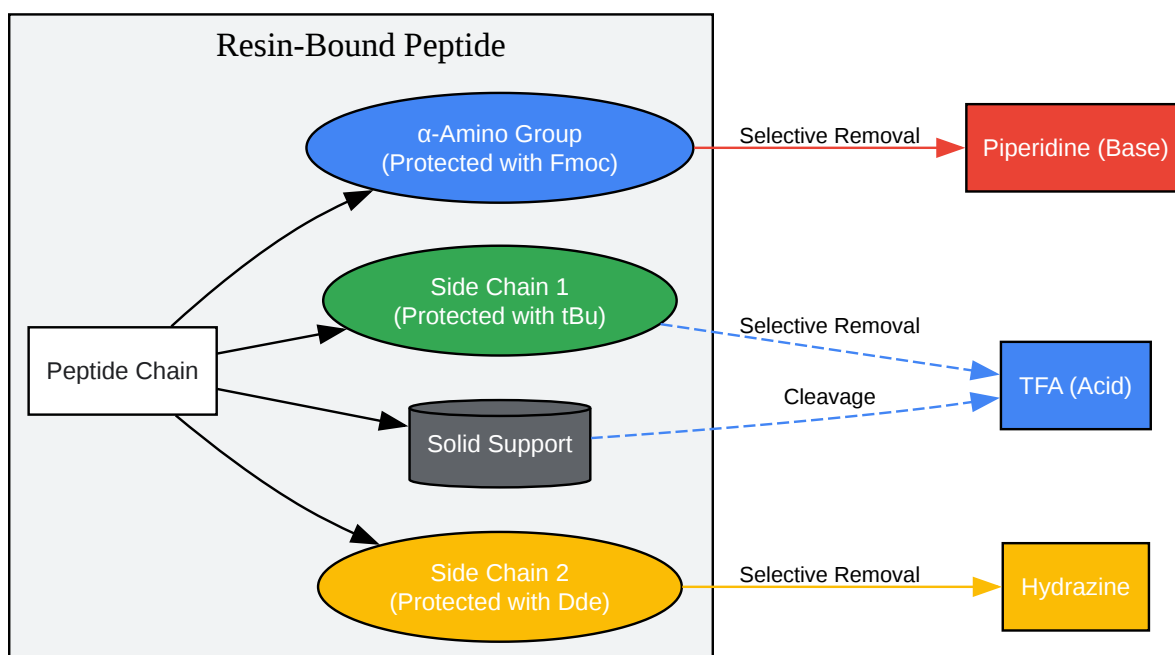 Resin-Bound Peptide
α-Amino Group
(Protected with Fmoc)
Selective Removal
Piperidine (Base)
Side Chain 1
(Protected with tBu)
Selective Removal
Peptide Chain
TFA (Acid)
Cleavage
Solid Support
Side Chain 2
(Protected with Dde)
Selective Removal
Hydrazine